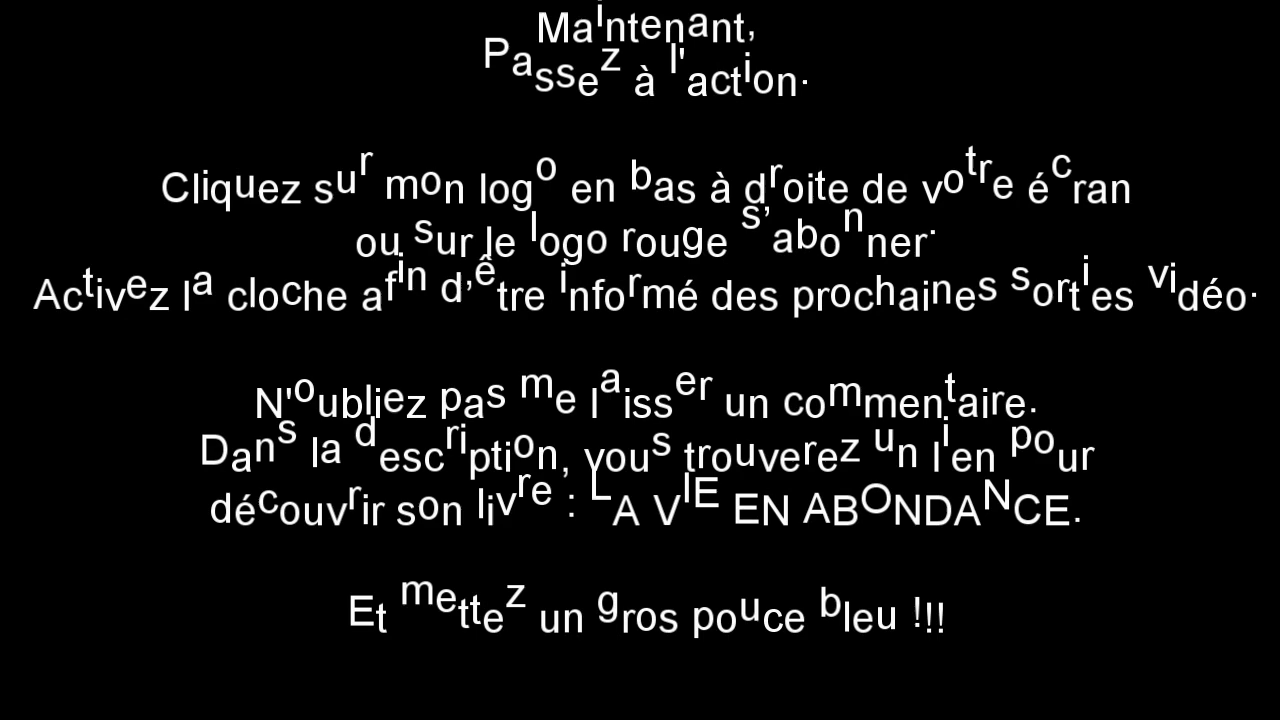 Maintenant,
Passez à l'action.
Cliquez sur mon logo en bas à droite de votre écran
ou sur le logo rouge s’abonner.
Activez la cloche afin d’être informé des prochaines sorties vidéo.
N'oubliez pas me laisser un commentaire.
Dans la description, vous trouverez un lien pour
découvrir son livre : LA VIE EN ABONDANCE.
Et mettez un gros pouce bleu !!!